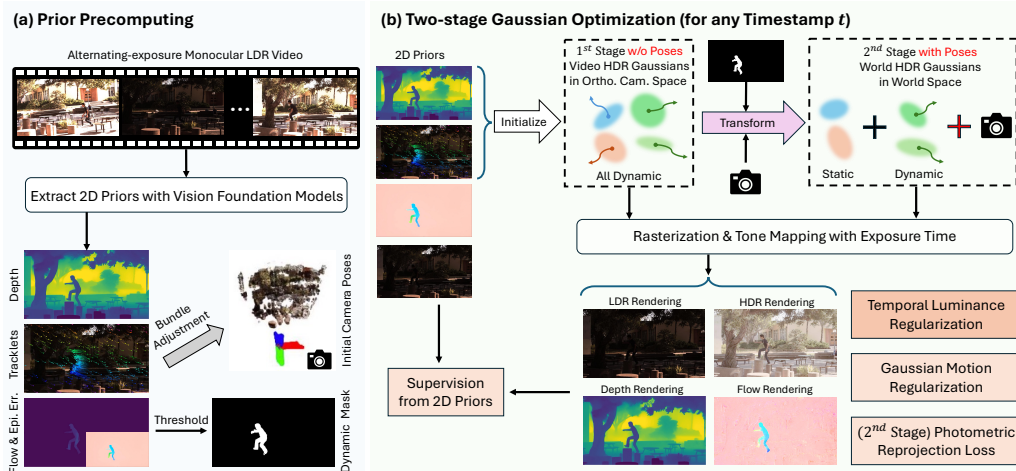 (a) Prior Precomputing
Alternating-exposure Monocular LDR Video
Extract 2D Priors with Vision Foundation Models
Depth
Tracklets
Flow & Epi. Err.
Bundle
Adjustment
Initial Camera Poses
Threshold
Dynamic Mask
(b) Two-stage Gaussian Optimization (for any Timestamp t)
2D Priors
Initialize
1st Stage w/o Poses
Video HDR Gaussians
in Ortho. Cam. Space
All Dynamic
Transform
2nd Stage with Poses
World HDR Gaussians
in World Space
Static
Dynamic
Rasterization & Tone Mapping with Exposure Time
LDR Rendering
HDR Rendering
Depth Rendering
Flow Rendering
Supervision
from 2D Priors
Temporal Luminance
Regularization
Gaussian Motion
Regularization
(2nd Stage) Photometric
Reprojection Loss